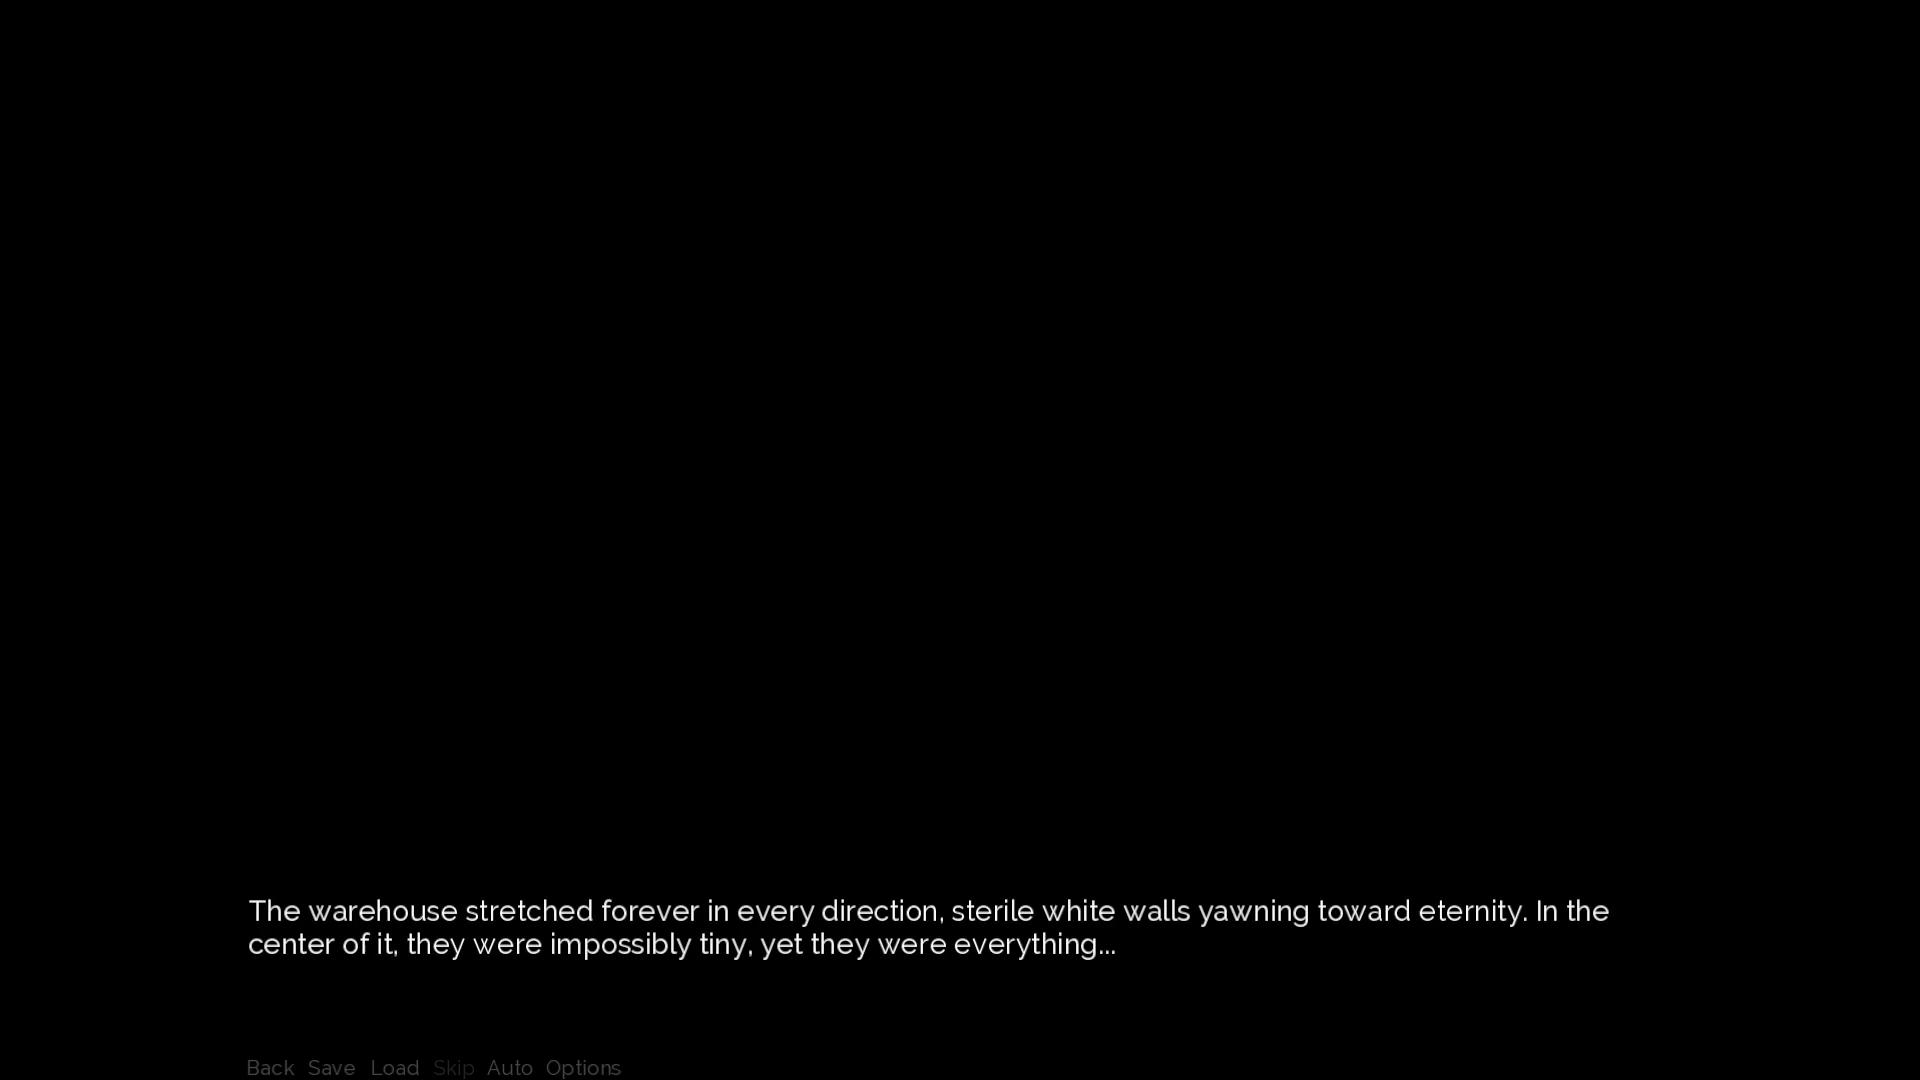 The warehouse stretched forever in every direction, sterile white walls yawning toward eternity. In the
center of it, they were impossibly tiny, yet they were everything...
Back Save Load Skip Auto Options